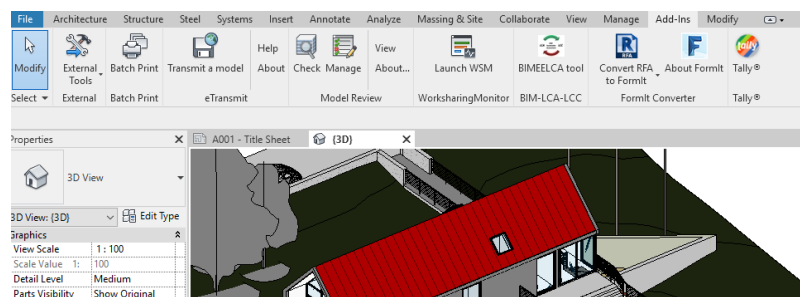 File Architecture Structure Steel Systems Insert Annotate Analyze Massing & Site Collaborate View Manage Add-Ins Modify
Modify External Tools Batch Print Transmit a model Help About Check Manage View About... Launch WSM BIMEELCA tool RFA Convert RFA to FormIt About FormIt tally Tally®
Select External Batch Print eTransmit Model Review WorksharingMonitor BIM-LCA-LCC FormIt Converter Tally®
Properties A001 - Title Sheet {3D}
3D View
3D View: {3D} Edit Type
Graphics
View Scale 1 : 100
Scale Value 1: 100
Detail Level Medium
Parts Visibility Show Original